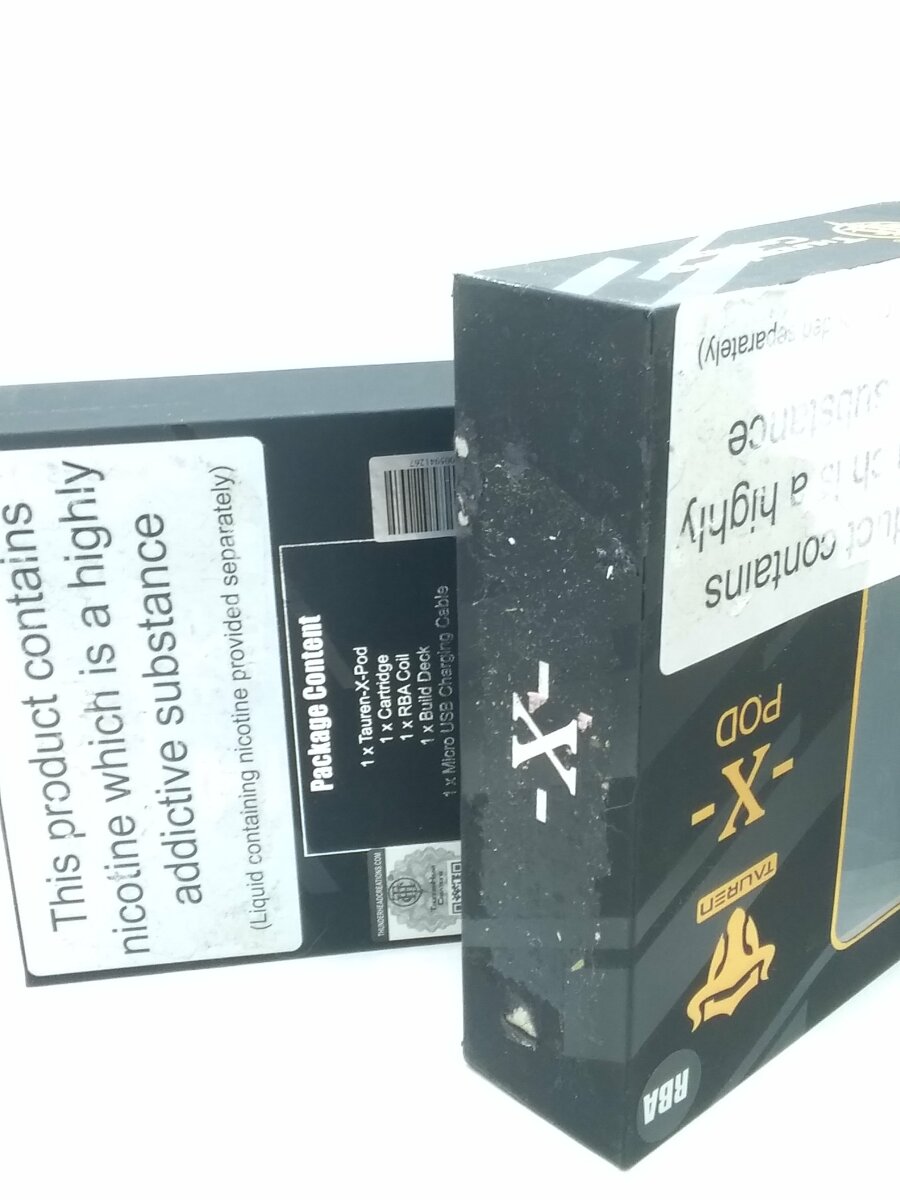 This product contains
nicotine which is a highly
addictive substance
(Liquid containing nicotine provided separately)
Package Content
1 x Tauren-X-Pod
1 x Cartridge
1 x RBA Coil
1 x Build Deck
1 x Micro USB Charging Cable
THUNDERHEADCREATIONS.COM
-X-
contains
is a highly
substance
separately)
POD
-X-
TAUREN
RBA